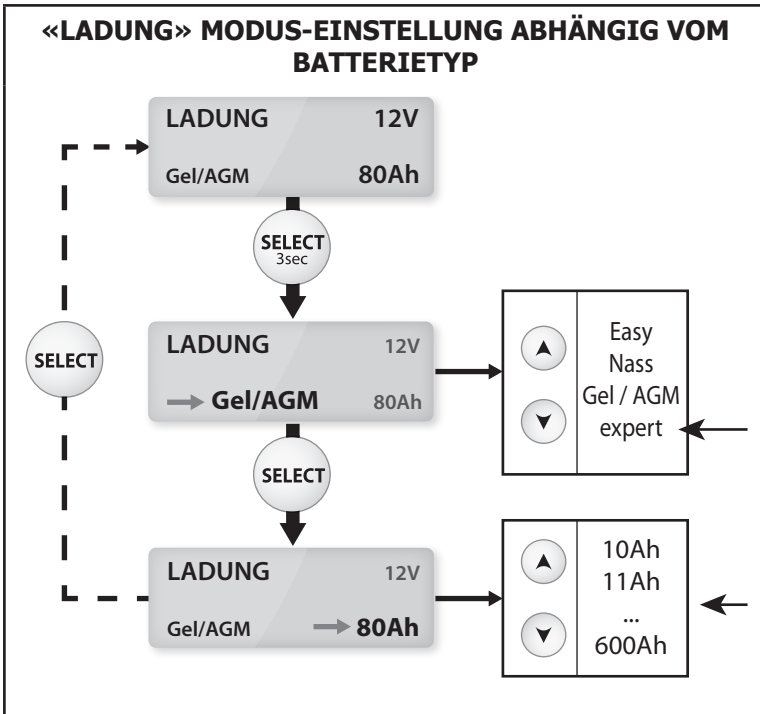 «LADUNG» MODUS-EINSTELLUNG ABHÄNGIG VOM
BATTERIETYP
LADUNG 12V
Gel/AGM 80Ah
SELECT
3sec
LADUNG 12V
Gel/AGM 80Ah
Easy
Nass
Gel / AGM
expert
SELECT
SELECT
LADUNG 12V
Gel/AGM 80Ah
10Ah
11Ah
...
600Ah